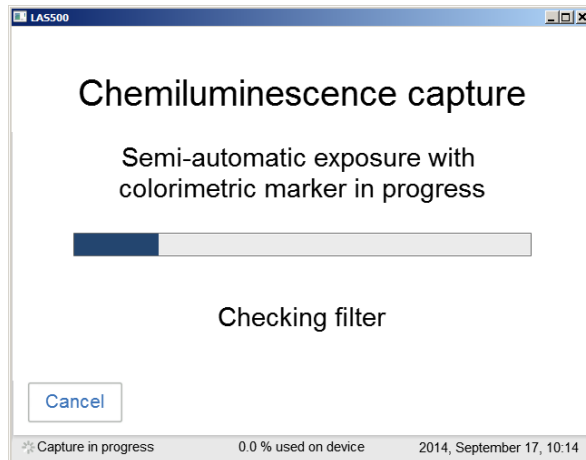 LAS500
Chemiluminescence capture
Semi-automatic exposure with
colorimetric marker in progress
Checking filter
Cancel
Capture in progress 0.0 % used on device 2014, September 17, 10:14